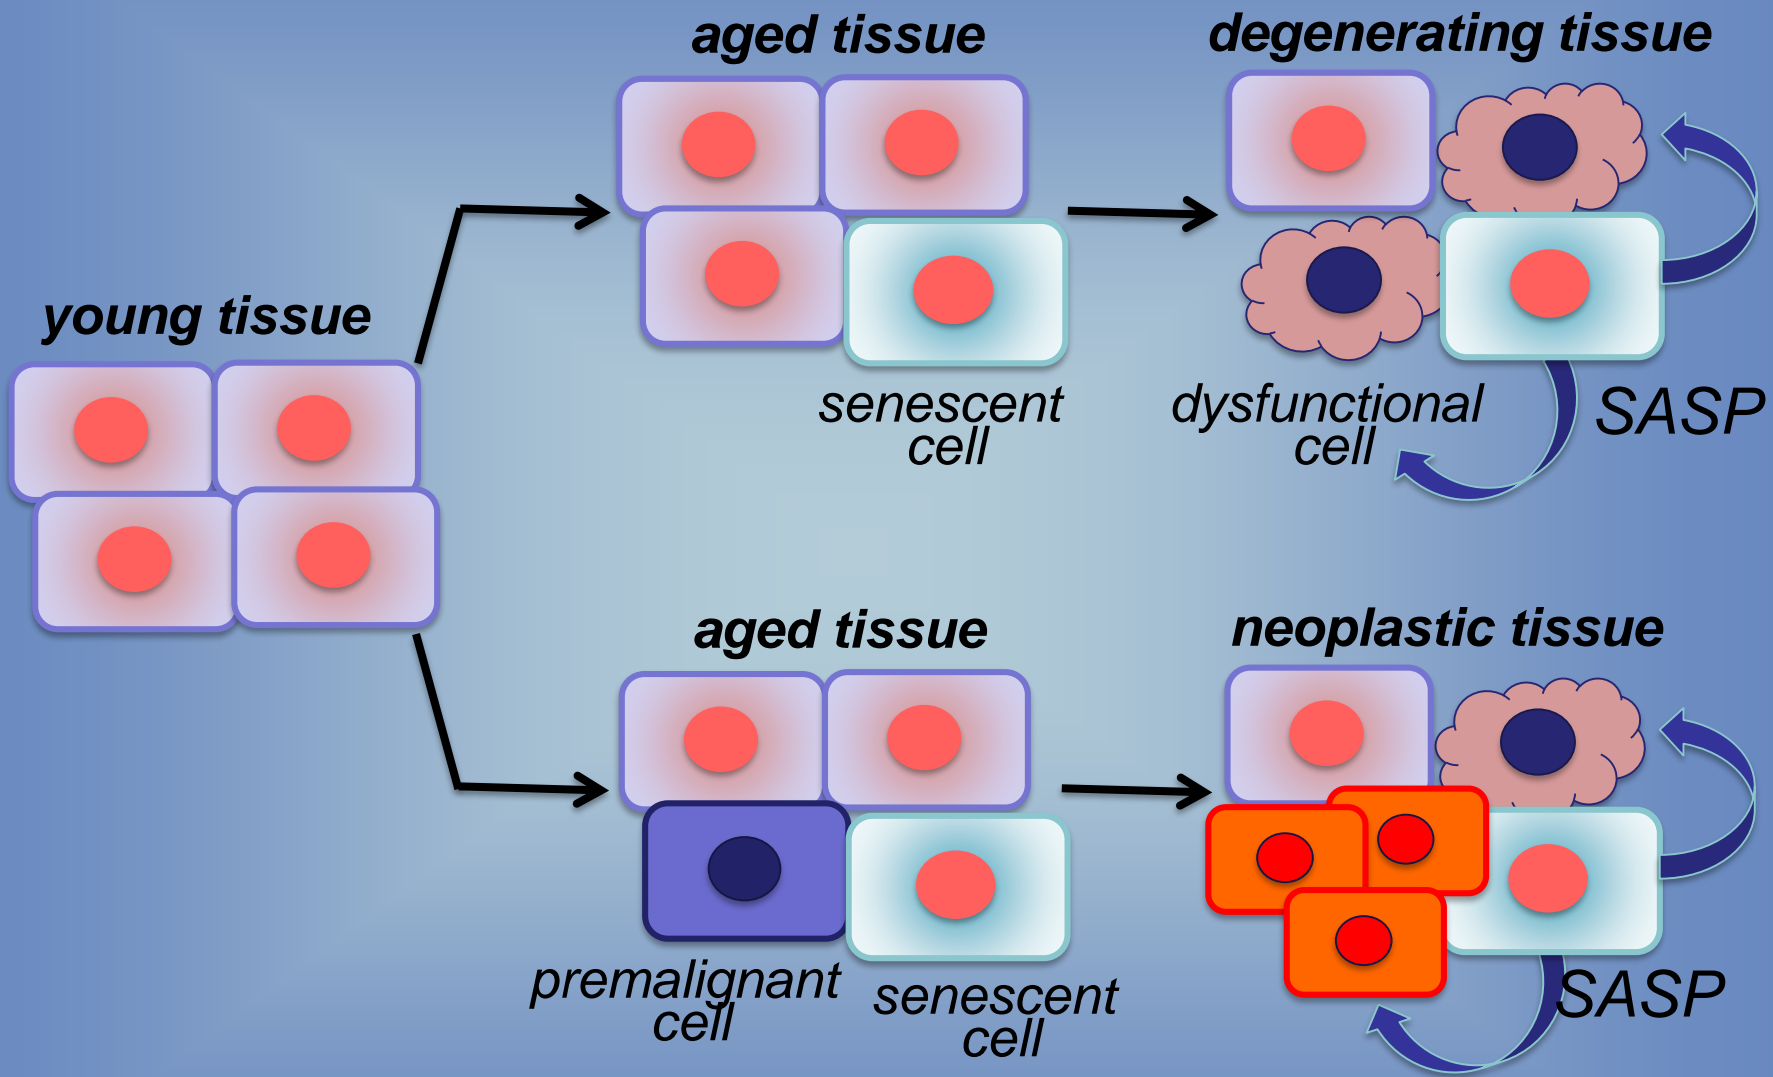 aged tissue
degenerating tissue
young tissue
senescent
cell
dysfunctional
cell
SASP
aged tissue
neoplastic tissue
premalignant
cell
senescent
cell
SASP